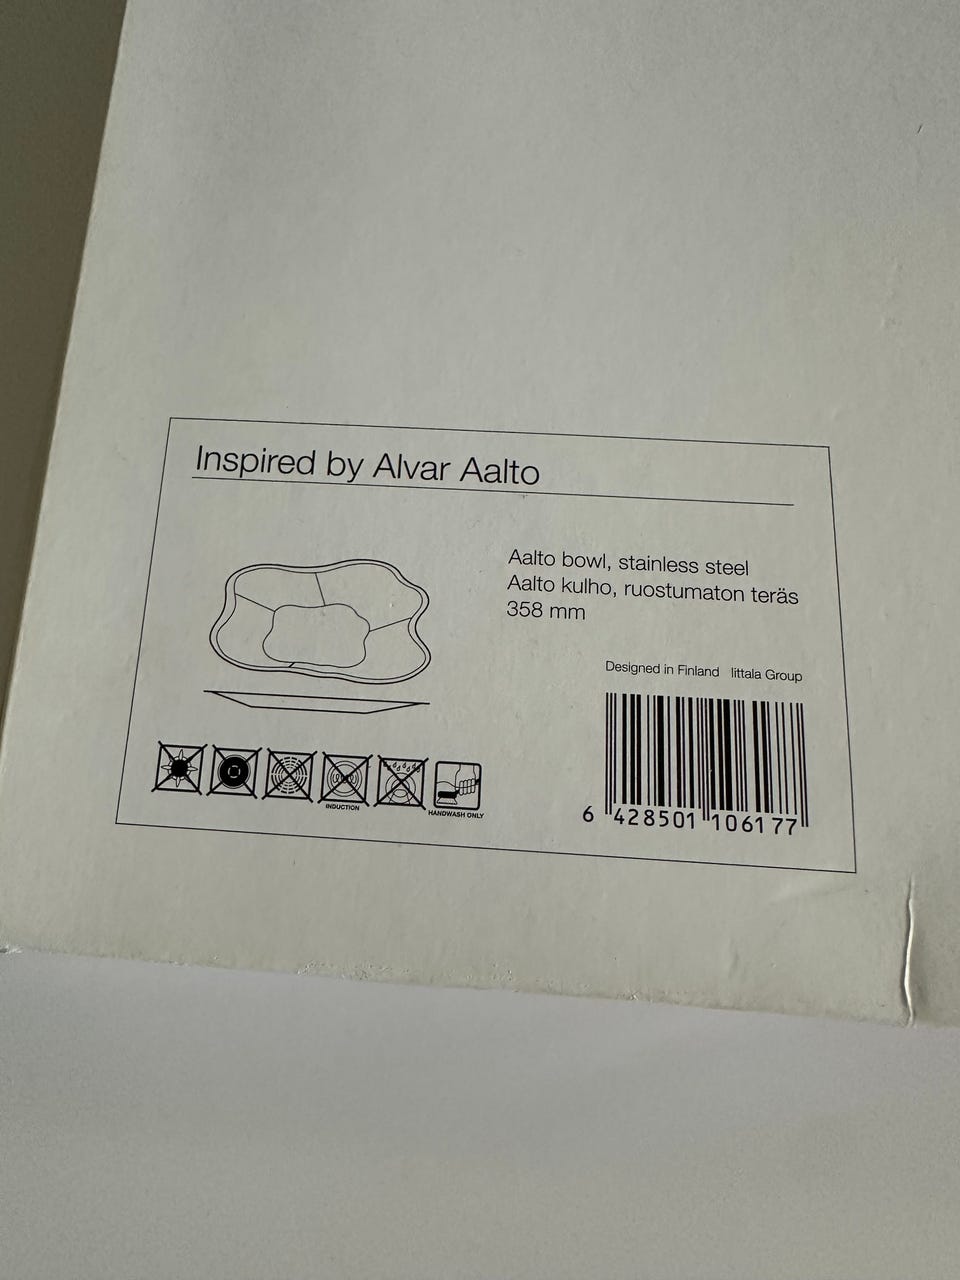 Inspired by Alvar Aalto
Aalto bowl, stainless steel
Aalto kulho, ruostumaton teräs
358 mm
Designed in Finland Iittala Group
INDUCTION
HANDWASH ONLY
6 428501 106177